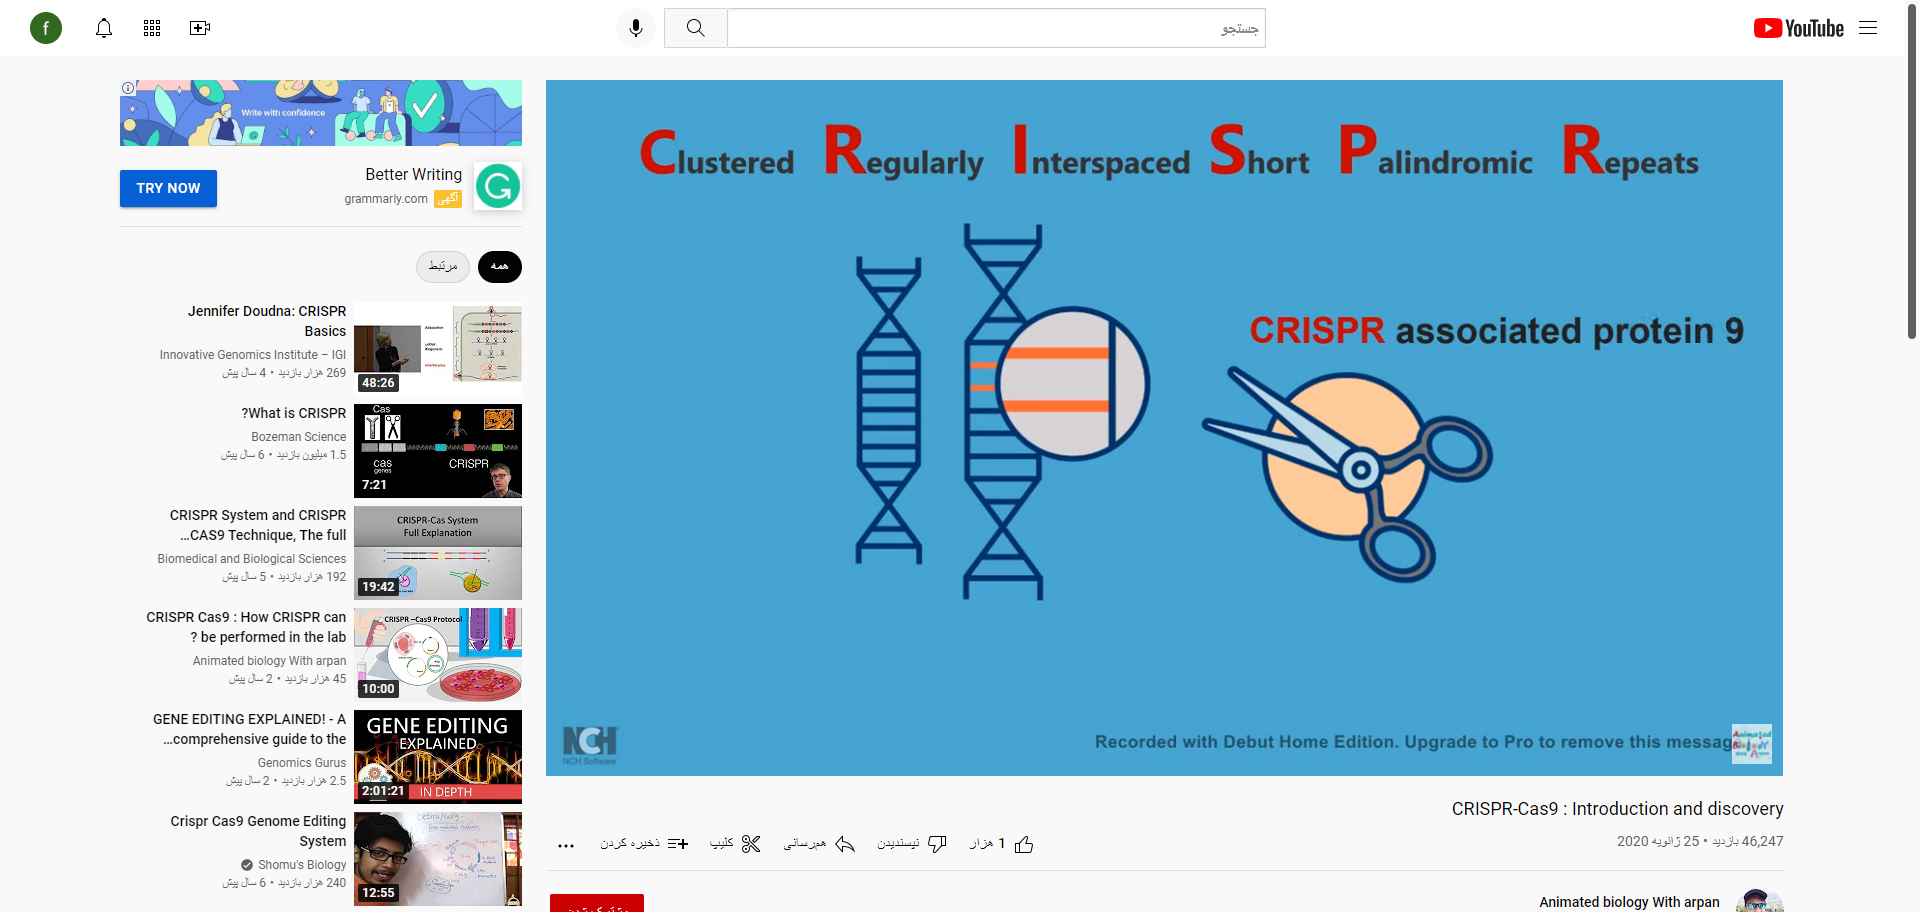 f
جستجو
YouTube
Write with confidence
Better Writing
آگهی grammarly.com
TRY NOW
همه
مرتبط
Jennifer Doudna: CRISPR
Basics
Innovative Genomics Institute – IGI
269 هزار بازدید • 4 سال پیش
48:26
What is CRISPR?
Bozeman Science
1.5 میلیون بازدید • 6 سال پیش
Cas
cas
genes
CRISPR
7:21
CRISPR System and CRISPR
CAS9 Technique, The full...
Biomedical and Biological Sciences
192 هزار بازدید • 5 سال پیش
CRISPR-Cas System
Full Explanation
19:42
CRISPR Cas9 : How CRISPR can
be performed in the lab ?
Animated biology With arpan
45 هزار بازدید • 2 سال پیش
CRISPR –Cas9 Protocol
10:00
GENE EDITING EXPLAINED! - A
comprehensive guide to the...
Genomics Gurus
2.5 هزار بازدید • 2 سال پیش
GENE EDITING
EXPLAINED
IN DEPTH
2:01:21
Crispr Cas9 Genome Editing
System
Shomu's Biology
240 هزار بازدید • 6 سال پیش
12:55
Clustered Regularly Interspaced Short Palindromic Repeats
CRISPR associated protein 9
NCH
NCH Software
Recorded with Debut Home Edition. Upgrade to Pro to remove this messag
CRISPR-Cas9 : Introduction and discovery
46,247 بازدید • 25 ژانویه 2020
1 هزار
نپسندیدن
هم‌رسانی
کلیپ
ذخیره کردن
Animated biology With arpan